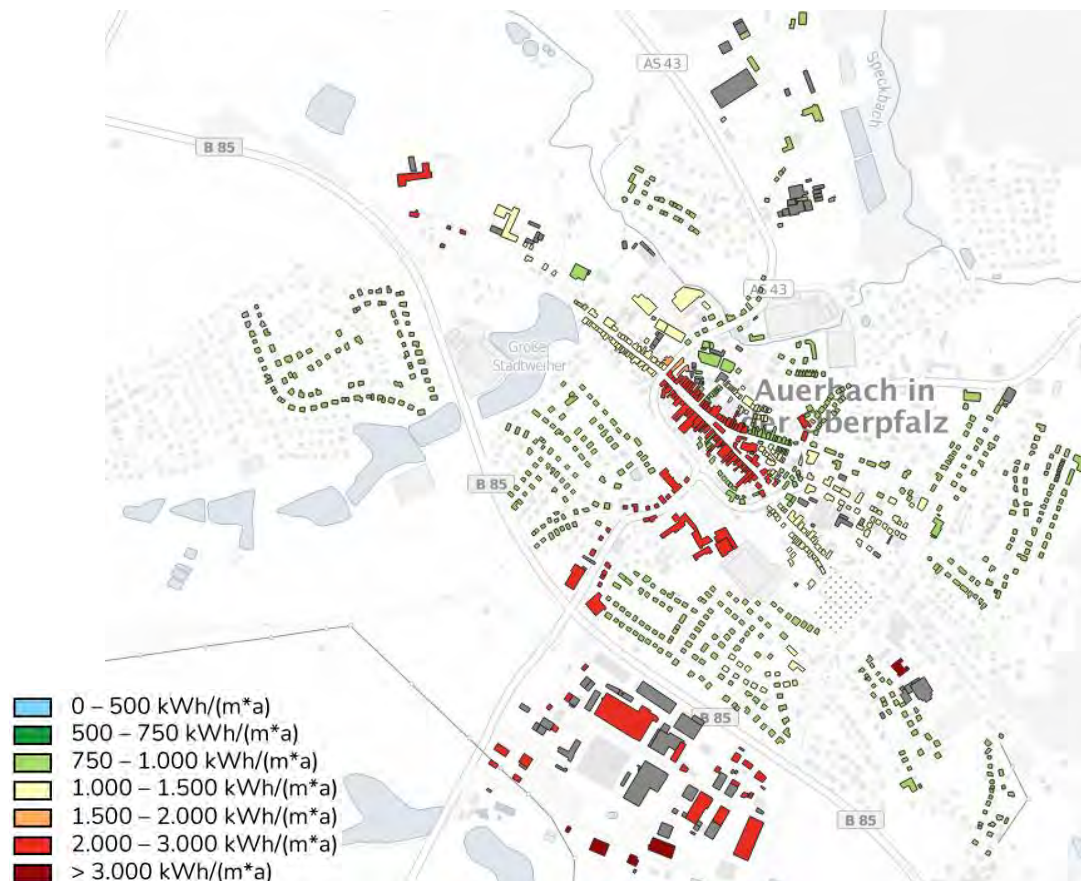 AS 43
Speckbach
B 85
AS 43
Große
Stadtweiher
Auerbach in
der Oberpfalz
B 85
B 85
B 85
0 – 500 kWh/(m*a)
500 – 750 kWh/(m*a)
750 – 1.000 kWh/(m*a)
1.000 – 1.500 kWh/(m*a)
1.500 – 2.000 kWh/(m*a)
2.000 – 3.000 kWh/(m*a)
> 3.000 kWh/(m*a)